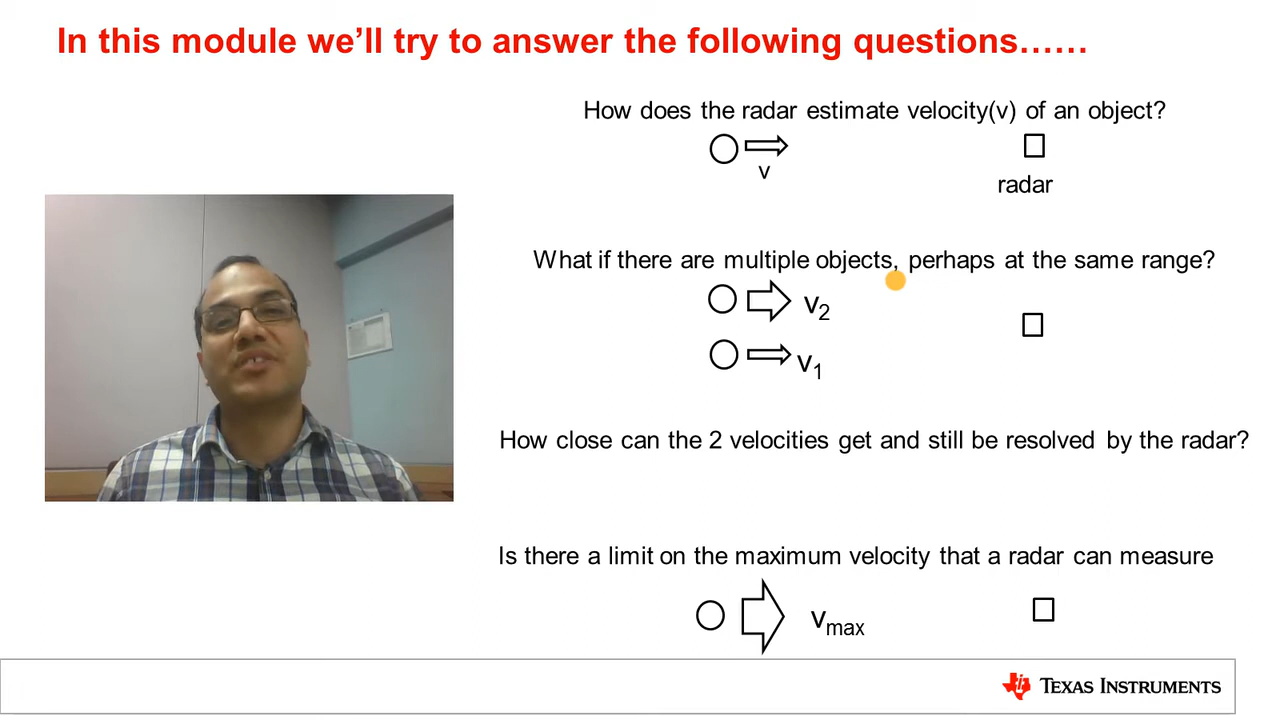 In this module we’ll try to answer the following questions……
How does the radar estimate velocity(v) of an object?
v
radar
What if there are multiple objects, perhaps at the same range?
v2
v1
How close can the 2 velocities get and still be resolved by the radar?
Is there a limit on the maximum velocity that a radar can measure
vmax
TEXAS INSTRUMENTS